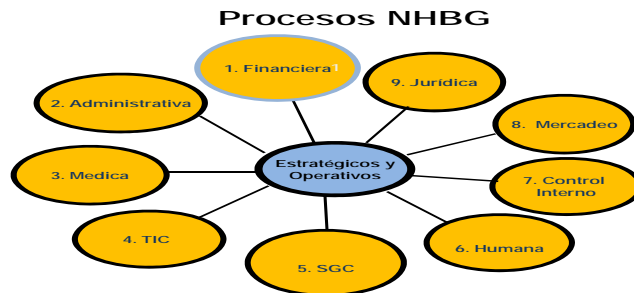 Procesos NHBG
1. Financiera1
9. Jurídica
2. Administrativa
8. Mercadeo
Estratégicos y
Operativos
3. Medica
7. Control
Interno
4. TIC
6. Humana
5. SGC